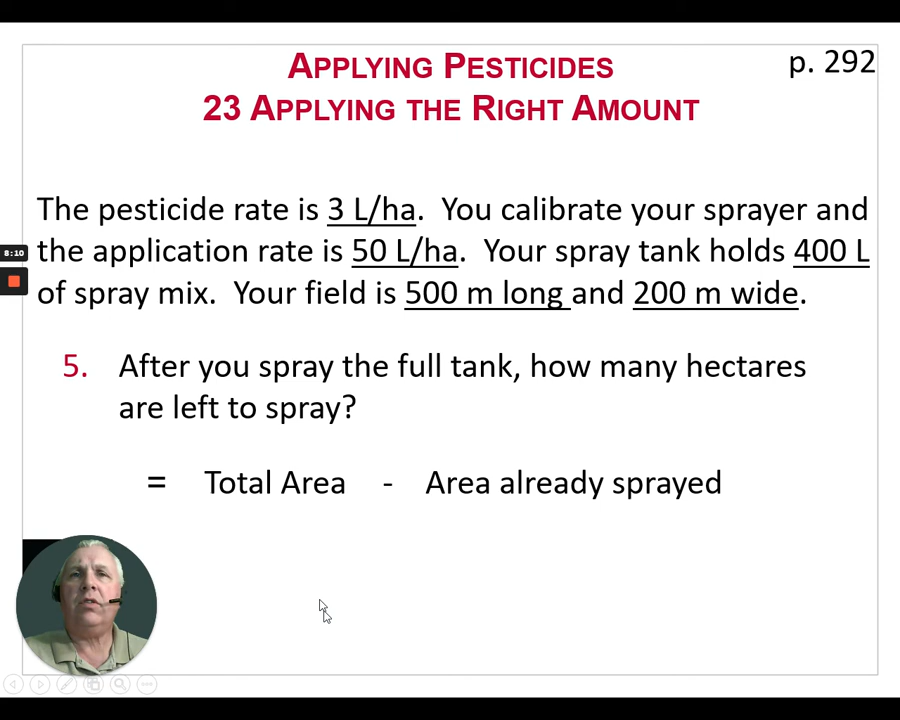 APPLYING PESTICIDES
p. 292
23 APPLYING THE RIGHT AMOUNT
The pesticide rate is 3 L/ha. You calibrate your sprayer and
the application rate is 50 L/ha. Your spray tank holds 400 L
of spray mix. Your field is 500 m long and 200 m wide.
8:10
5. After you spray the full tank, how many hectares
are left to spray?
= Total Area - Area already sprayed